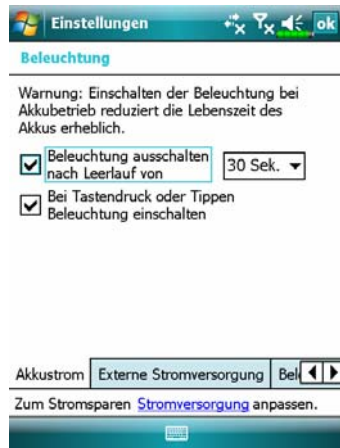 Einstellungen
ok
Beleuchtung
Warnung: Einschalten der Beleuchtung bei
Akkubetrieb reduziert die Lebenszeit des
Akkus erheblich.
Beleuchtung ausschalten
nach Leerlauf von
30 Sek.
Bei Tastendruck oder Tippen
Beleuchtung einschalten
Akkustrom Externe Stromversorgung Bel
Zum Stromsparen Stromversorgung anpassen.